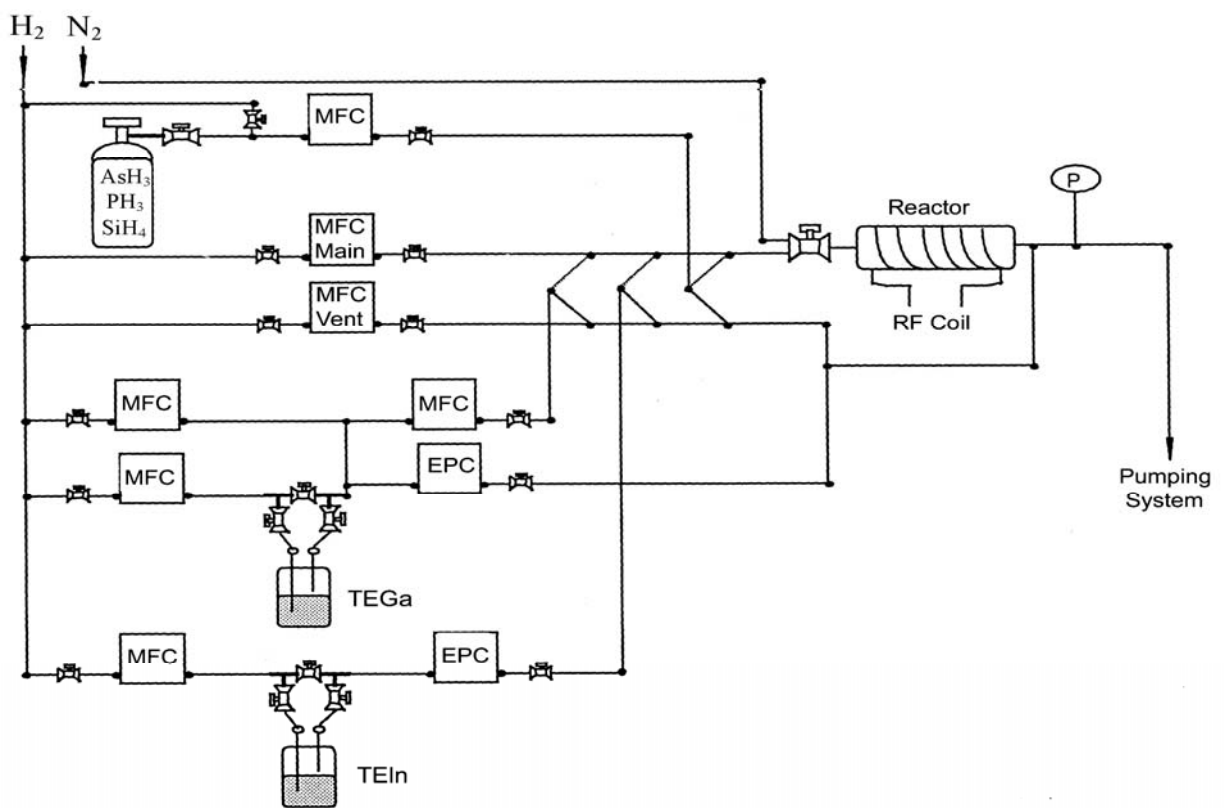 H₂ N₂
MFC
AsH₃
PH₃
SiH₄
MFC
Main
MFC
Vent
P
Reactor
RF Coil
MFC
MFC
MFC
EPC
Pumping
System
TEGa
MFC
EPC
TEIn